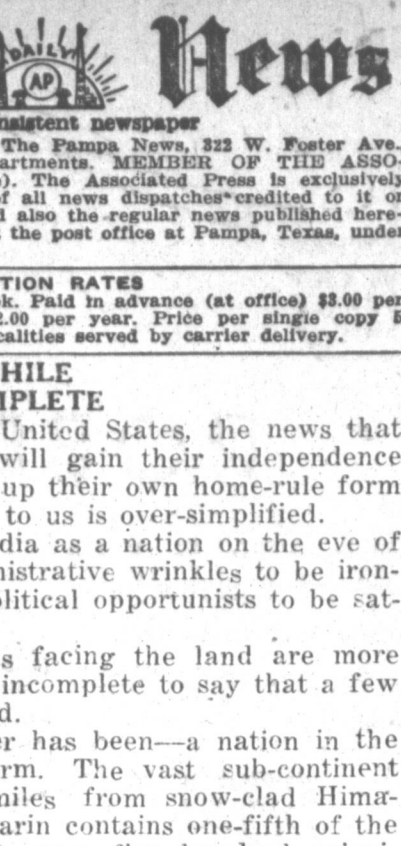 DAILY
AP
News
nsistent newspaper
The Pampa News, 322 W. Foster Ave.
artments. MEMBER OF THE ASSO-
). The Associated Press is exclusively
f all news dispatches credited to it or
d also the regular news published here-
the post office at Pampa, Texas, under
TION RATES
k. Paid in advance (at office) $3.00 per
2.00 per year. Price per single copy 5
calities served by carrier delivery.
HILE
MPLETE
United States, the news that
will gain their independence
up their own home-rule form
to us is over-simplified.
dia as a nation on the eve of
nistrative wrinkles to be iron-
olitical opportunists to be sat-
s facing the land are more
incomplete to say that a few
d.
er has been—a nation in the
rm. The vast sub-continent
miles from snow-clad Hima-
arin contains one-fifth of the